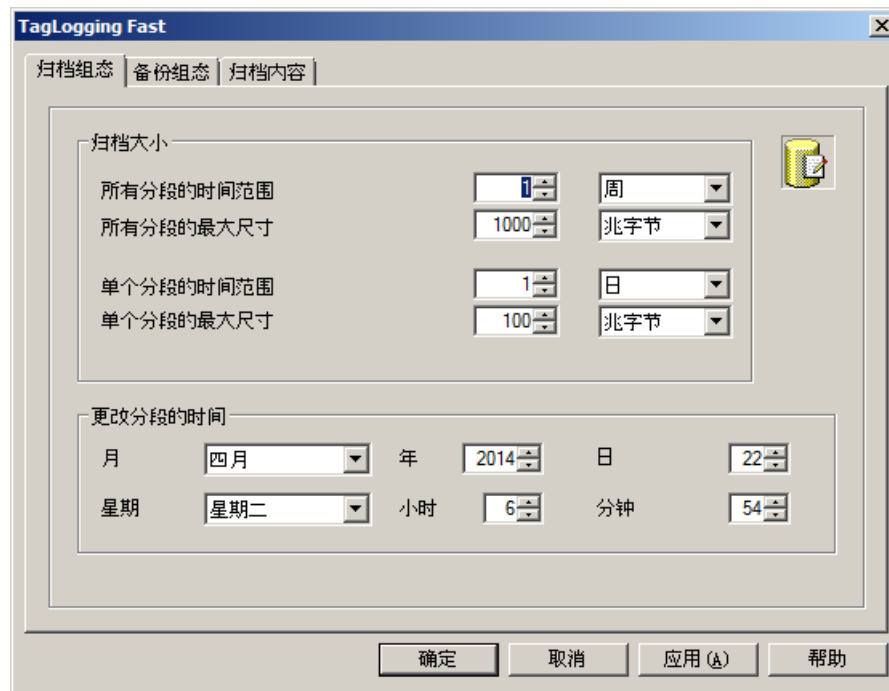 TagLogging Fast
归档组态 备份组态 归档内容
归档大小
所有分段的时间范围 1 周
所有分段的最大尺寸 1000 兆字节
单个分段的时间范围 1 日
单个分段的最大尺寸 100 兆字节
更改分段的时间
月 四月 年 2014 日 22
星期 星期二 小时 6 分钟 54
确定 取消 应用(A) 帮助